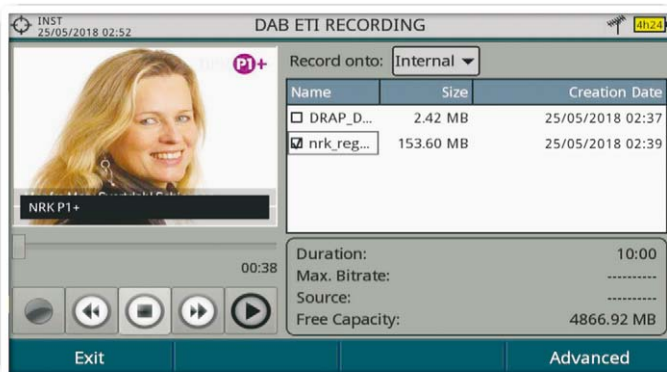 INST
25/05/2018 02:52
DAB ETI RECORDING
4h24
P1+
NRK P1+
00:38
Record onto: Internal
Name Size Creation Date
DRAP_D... 2.42 MB 25/05/2018 02:37
nrk_reg... 153.60 MB 25/05/2018 02:39
Duration: 10:00
Max. Bitrate: ----------
Source: ----------
Free Capacity: 4866.92 MB
Exit Advanced